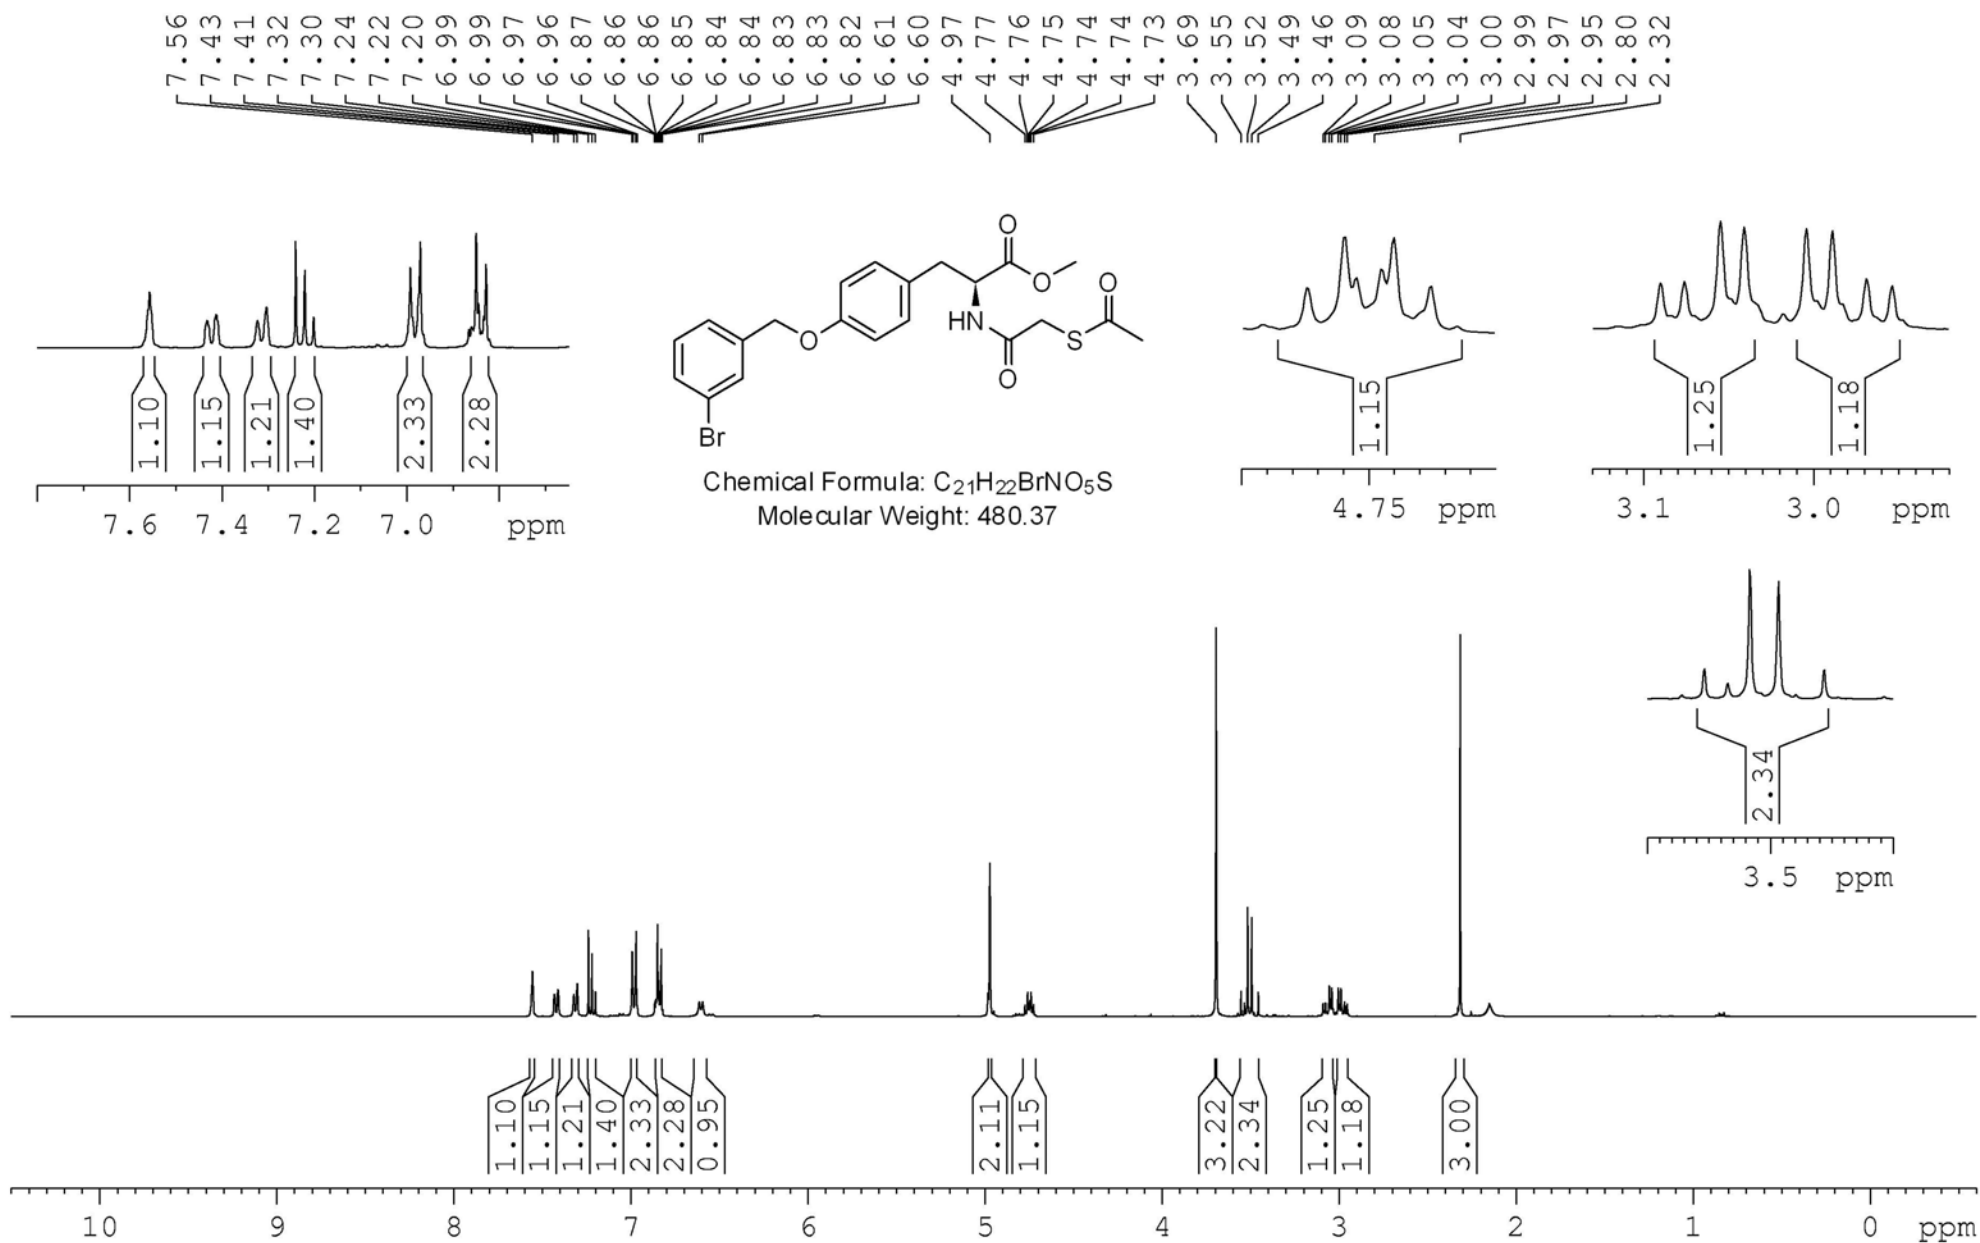 7.56 7.43 7.41 7.32 7.30 7.24 7.22 7.20 6.99 6.99 6.97 6.96 6.87 6.86 6.86 6.85 6.84 6.84 6.83 6.83 6.82 6.61 6.60 4.97 4.77 4.76 4.75 4.74 4.74 4.73 3.69 3.55 3.52 3.49 3.46 3.09 3.08 3.05 3.04 3.00 2.99 2.97 2.95 2.80 2.32
1.10 1.15 1.21 1.40 2.33 2.28
7.6 7.4 7.2 7.0 ppm
O
O
HN
O
S
O
O
Br
Chemical Formula: C₂₁H₂₂BrNO₅S
Molecular Weight: 480.37
1.15
4.75 ppm
1.25 1.18
3.1 3.0 ppm
2.34
3.5 ppm
1.10 1.15 1.21 1.40 2.33 2.28 0.95 2.11 1.15 3.22 2.34 1.25 1.18 3.00
10 9 8 7 6 5 4 3 2 1 0 ppm